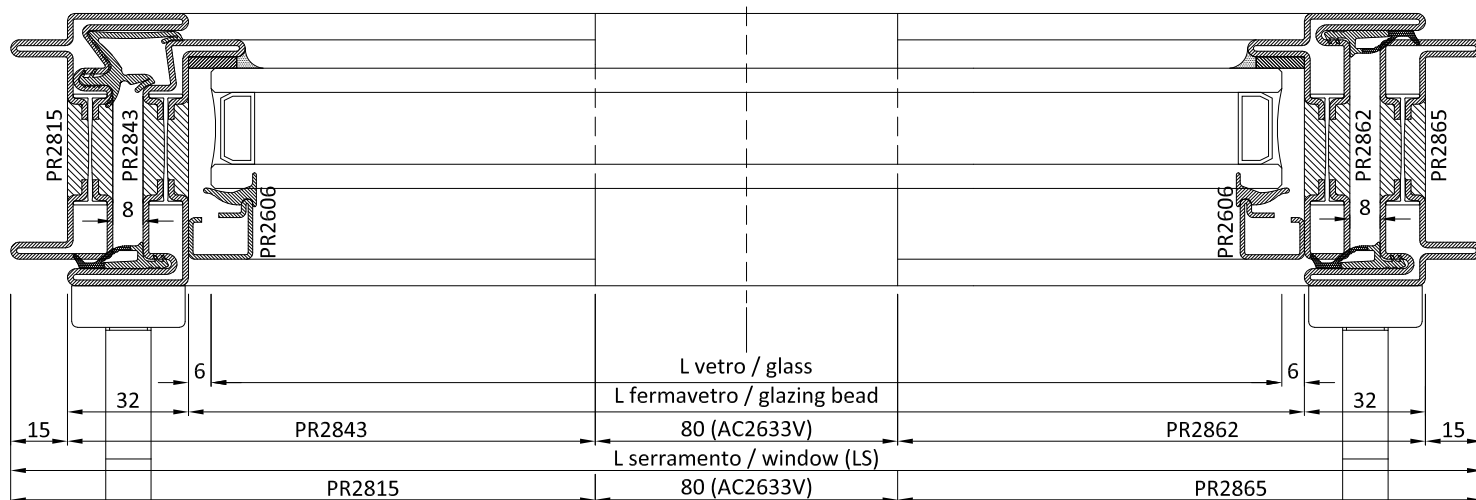 PR2815
PR2843
PR2862
PR2865
8
8
PR2606
PR2606
L vetro / glass
6
6
L fermavetro / glazing bead
32
32
15
PR2843
80 (AC2633V)
PR2862
15
L serramento / window (LS)
PR2815
80 (AC2633V)
PR2865